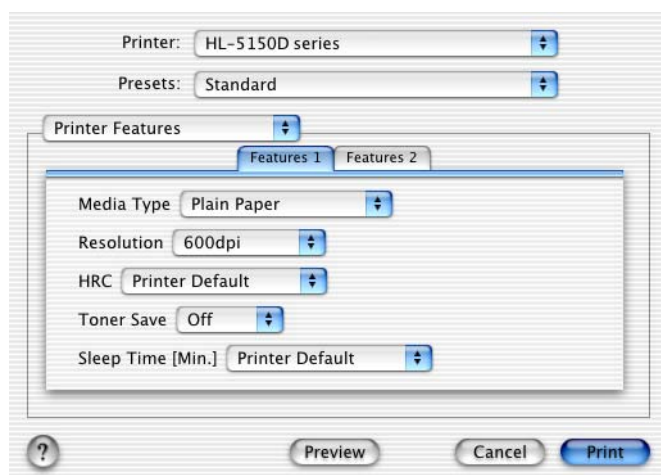 Printer: HL-5150D series
Presets: Standard
Printer Features
Features 1 Features 2
Media Type Plain Paper
Resolution 600dpi
HRC Printer Default
Toner Save Off
Sleep Time [Min.] Printer Default
? Preview Cancel Print